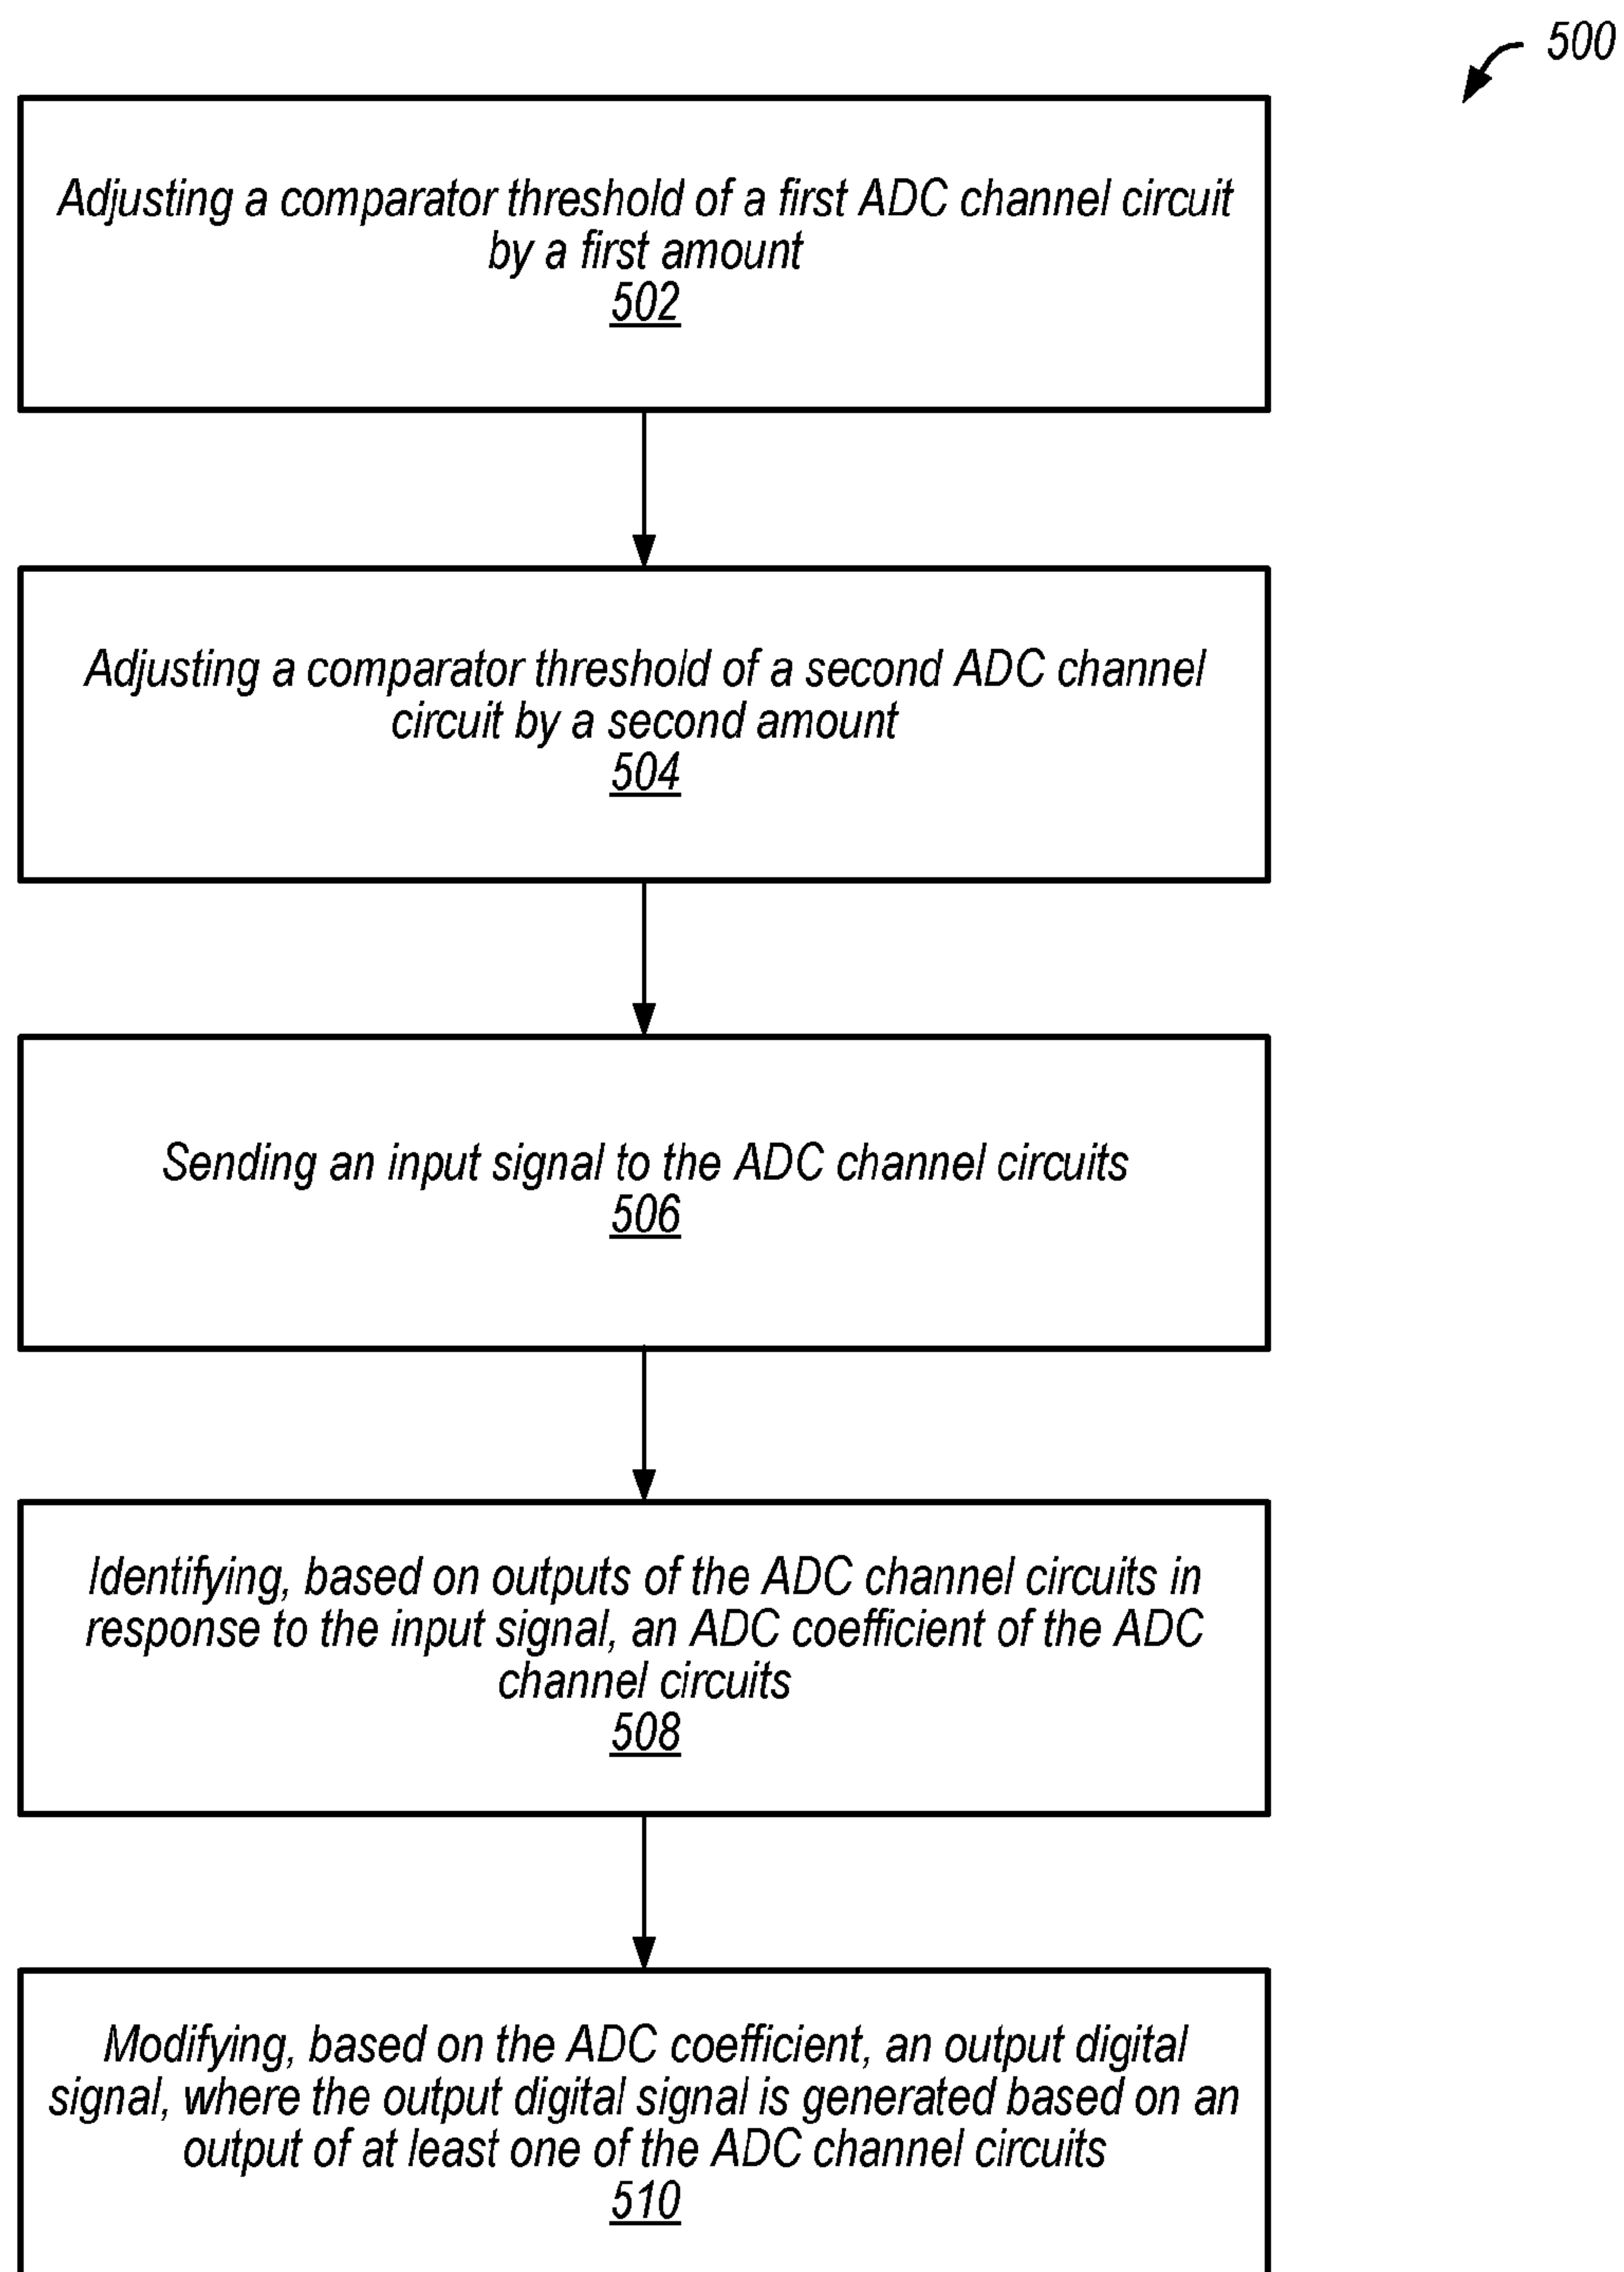 500
Adjusting a comparator threshold of a first ADC channel circuit
by a first amount
502
Adjusting a comparator threshold of a second ADC channel
circuit by a second amount
504
Sending an input signal to the ADC channel circuits
506
Identifying, based on outputs of the ADC channel circuits in
response to the input signal, an ADC coefficient of the ADC
channel circuits
508
Modifying, based on the ADC coefficient, an output digital
signal, where the output digital signal is generated based on an
output of at least one of the ADC channel circuits
510